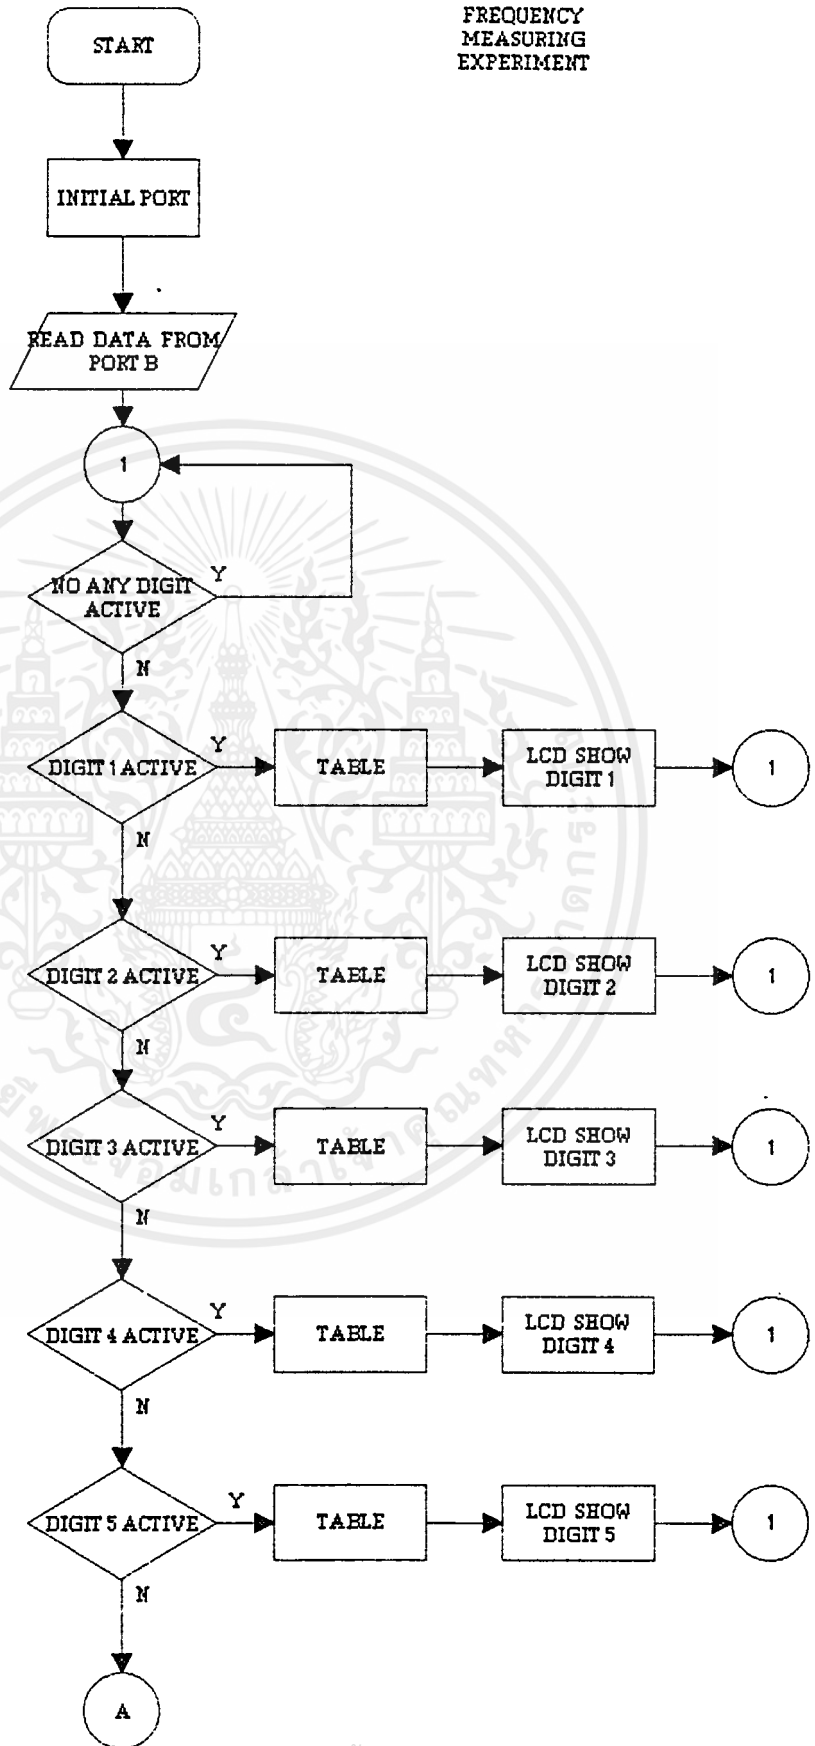 FREQUENCY
MEASURING
EXPERIMENT
START
INITIAL PORT
READ DATA FROM
PORT B
1
NO ANY DIGIT
ACTIVE
Y
N
DIGIT 1 ACTIVE
Y
TABLE
LCD SHOW
DIGIT 1
1
N
DIGIT 2 ACTIVE
Y
TABLE
LCD SHOW
DIGIT 2
1
N
DIGIT 3 ACTIVE
Y
TABLE
LCD SHOW
DIGIT 3
1
N
DIGIT 4 ACTIVE
Y
TABLE
LCD SHOW
DIGIT 4
1
N
DIGIT 5 ACTIVE
Y
TABLE
LCD SHOW
DIGIT 5
1
N
A